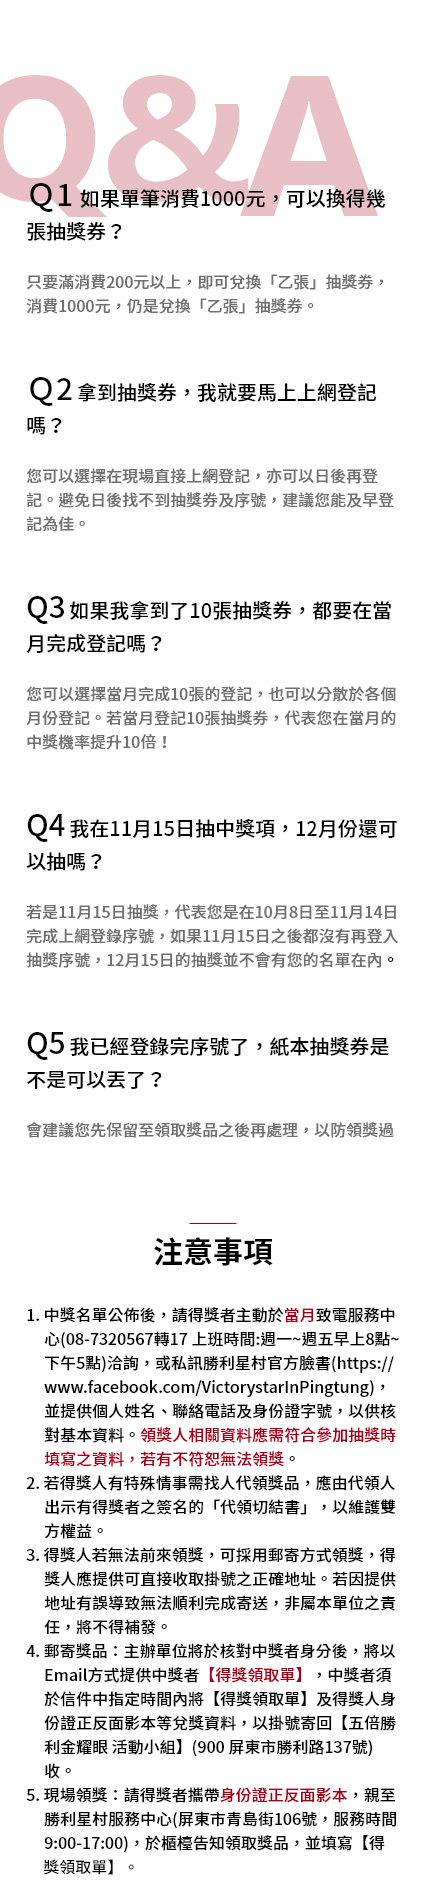 Q&A
Q1 如果單筆消費1000元，可以換得幾
張抽獎券？
只要滿消費200元以上，即可兌換「乙張」抽獎券，
消費1000元，仍是兌換「乙張」抽獎券。
Q2 拿到抽獎券，我就要馬上上網登記
嗎？
您可以選擇在現場直接上網登記，亦可以日後再登
記。避免日後找不到抽獎券及序號，建議您能及早登
記為佳。
Q3 如果我拿到了10張抽獎券，都要在當
月完成登記嗎？
您可以選擇當月完成10張的登記，也可以分散於各個
月份登記。若當月登記10張抽獎券，代表您在當月的
中獎機率提升10倍！
Q4 我在11月15日抽中獎項，12月份還可
以抽嗎？
若是11月15日抽獎，代表您是在10月8日至11月14日
完成上網登錄序號，如果11月15日之後都沒有再登入
抽獎序號，12月15日的抽獎並不會有您的名單在內。
Q5 我已經登錄完序號了，紙本抽獎券是
不是可以丟了？
會建議您先保留至領取獎品之後再處理，以防領獎過
注意事項
1. 中獎名單公佈後，請得獎者主動於當月致電服務中
心(08-7320567轉17 上班時間:週一~週五早上8點~
下午5點)洽詢，或私訊勝利星村官方臉書(https://
www.facebook.com/VictorystarInPingtung)，
並提供個人姓名、聯絡電話及身份證字號，以供核
對基本資料。領獎人相關資料應需符合參加抽獎時
填寫之資料，若有不符恕無法領獎。
2. 若得獎人有特殊情事需找人代領獎品，應由代領人
出示有得獎者之簽名的「代領切結書」，以維護雙
方權益。
3. 得獎人若無法前來領獎，可採用郵寄方式領獎，得
獎人應提供可直接收取掛號之正確地址。若因提供
地址有誤導致無法順利完成寄送，非屬本單位之責
任，將不得補發。
4. 郵寄獎品：主辦單位將於核對中獎者身分後，將以
Email方式提供中獎者【得獎領取單】，中獎者須
於信件中指定時間內將【得獎領取單】及得獎人身
份證正反面影本等兌獎資料，以掛號寄回【五倍勝
利金耀眼 活動小組】(900 屏東市勝利路137號)
收。
5. 現場領獎：請得獎者攜帶身份證正反面影本，親至
勝利星村服務中心(屏東市青島街106號，服務時間
9:00-17:00)，於櫃檯告知領取獎品，並填寫【得
獎領取單】。